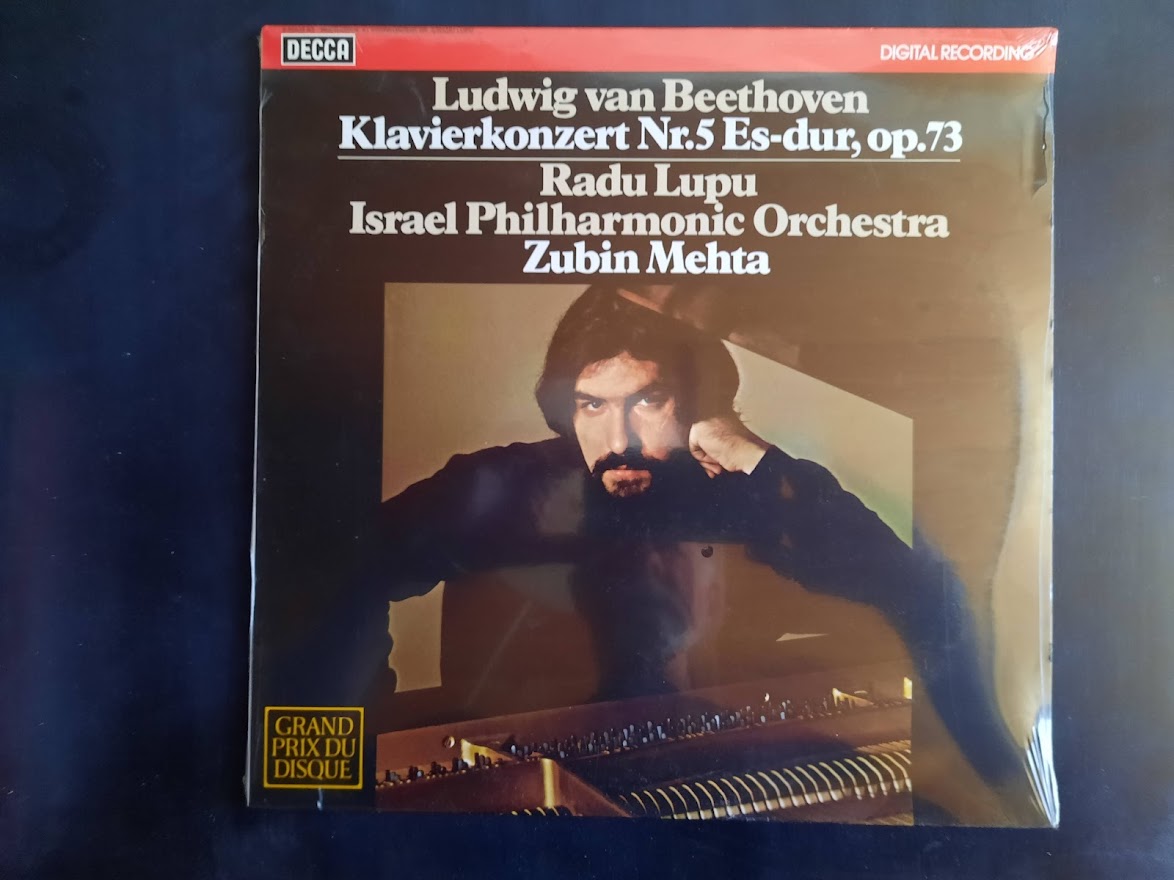 DECCA
DIGITAL RECORDING
Ludwig van Beethoven
Klavierkonzert Nr.5 Es-dur, op.73
Radu Lupu
Israel Philharmonic Orchestra
Zubin Mehta
GRAND
PRIX DU
DISQUE